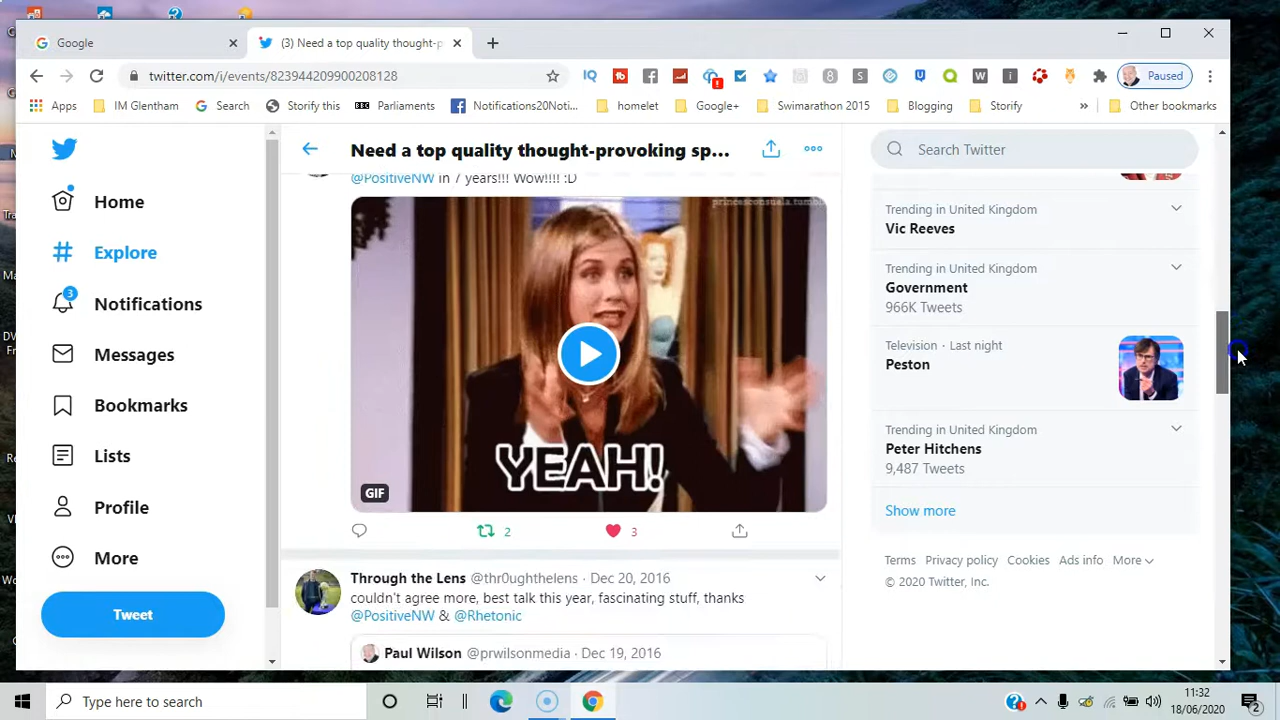 Google
(3) Need a top quality thought-p
twitter.com/i/events/823944209900208128
Paused
Apps
IM Glentham
Search
Storify this
Parliaments
Notifications20Noti...
homelet
Google+
Swimarathon 2015
Blogging
Storify
»
Other bookmarks
Need a top quality thought-provoking sp...
Search Twitter
Home
Explore
3
Notifications
Messages
Bookmarks
Lists
Profile
More
Tweet
@PositiveNW in 7 years!!! Wow!!!! :D
princesconsuela.tumblr
YEAH!
GIF
2
3
Through the Lens @thr0ughthelens · Dec 20, 2016
couldn't agree more, best talk this year, fascinating stuff, thanks
@PositiveNW & @Rhetonic
Paul Wilson @prwilsonmedia · Dec 19, 2016
Trending in United Kingdom
Vic Reeves
Trending in United Kingdom
Government
966K Tweets
Television · Last night
Peston
Trending in United Kingdom
Peter Hitchens
9,487 Tweets
Show more
Terms Privacy policy Cookies Ads info More
© 2020 Twitter, Inc.
Type here to search
11:32
18/06/2020
2